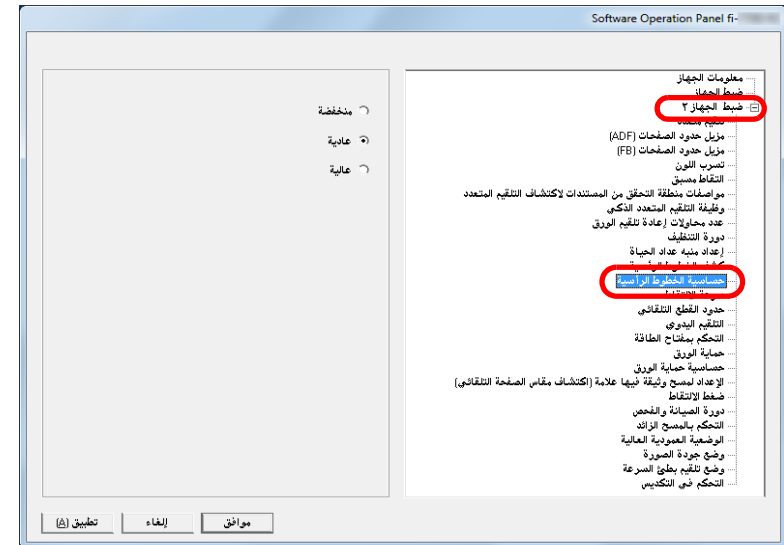 Software Operation Panel fi-
معلومات الجهاز
ضبط الجهاز
ضبط الجهاز ٢
مزيل حدود الصفحات (ADF)
مزيل حدود الصفحات (FB)
تسرب اللون
التقاط مسبق
مواصفات منطقة التحقق من المستندات لاكتشاف التلقيم المتعدد
وظيفة التلقيم المتعدد الذكي
عدد محاولات إعادة تلقيم الورق
دورة التنظيف
إعداد منبه عداد الحياة
حساسية الخطوط الرأسية
حدود القطع التلقائي
التلقيم اليدوي
التحكم بمفتاح الطاقة
حماية الورق
حساسية حماية الورق
الإعداد لمسح وثيقة فيها علامة (اكتشاف مقاس الصفحة التلقائي)
ضغط الالتقاط
دورة الصيانة والفحص
التحكم بالمسح الزائد
الوضعية العمودية العالية
وضع جودة الصورة
وضع تلقيم بطئ السرعة
التحكم في التكديس
منخفضة
عادية
عالية
موافق
إلغاء
تطبيق (A)